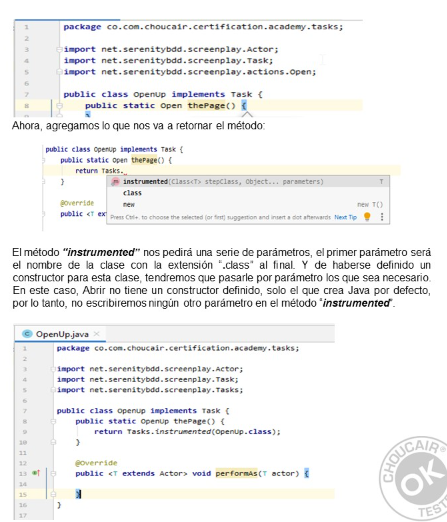 1 package co.com.choucair.certification.academy.tasks;
2
3 import net.serenitybdd.screenplay.Actor;
4 import net.serenitybdd.screenplay.Task;
5 import net.serenitybdd.screenplay.actions.Open;
6
7 public class OpenUp implements Task {
8 public static Open thePage() {
Ahora, agregamos lo que nos va a retornar el método:
public class OpenUp implements Task {
public static Open thePage() {
return Tasks.
}
instrumented(Class<T> stepClass, Object... parameters) T
class
new new T()
Press Ctrl+. to choose the selected (or first) suggestion and insert a dot afterwards Next Tip
@Override
public <T ex
El método "instrumented" nos pedirá una serie de parámetros, el primer parámetro será
el nombre de la clase con la extensión ".class" al final. Y de haberse definido un
constructor para esta clase, tendremos que pasarle por parámetro los que sea necesario.
En este caso, Abrir no tiene un constructor definido, solo el que crea Java por defecto,
por lo tanto, no escribiremos ningún otro parámetro en el método "instrumented".
OpenUp.java ×
1 package co.com.choucair.certification.academy.tasks;
2
3 import net.serenitybdd.screenplay.Actor;
4 import net.serenitybdd.screenplay.Task;
5 import net.serenitybdd.screenplay.Tasks;
6
7 public class OpenUp implements Task {
8 public static OpenUp thePage() {
9 return Tasks.instrumented(OpenUp.class);
10 }
11
12 @Override
13 public <T extends Actor> void performAs(T actor) {
14
15 }
16 }
17
CHOUCAIR®
OK
TEST